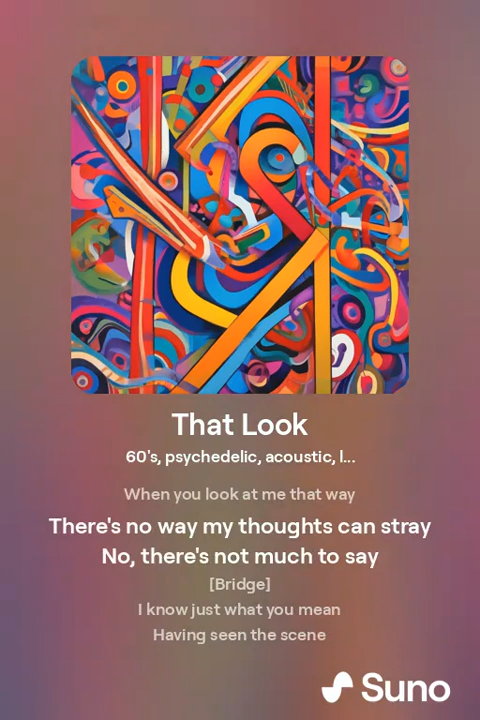 That Look
60's, psychedelic, acoustic, l...
When you look at me that way
There's no way my thoughts can stray
No, there's not much to say
[Bridge]
I know just what you mean
Having seen the scene
Suno